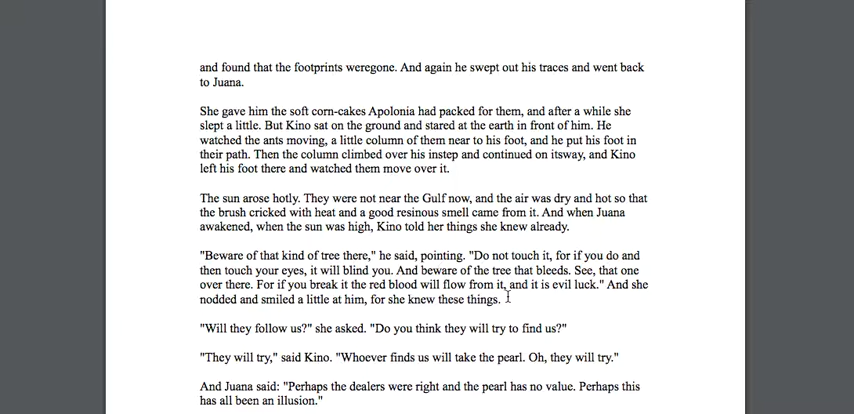 and found that the footprints weregone. And again he swept out his traces and went back
to Juana.
She gave him the soft corn-cakes Apolonia had packed for them, and after a while she
slept a little. But Kino sat on the ground and stared at the earth in front of him. He
watched the ants moving, a little column of them near to his foot, and he put his foot in
their path. Then the column climbed over his instep and continued on itsway, and Kino
left his foot there and watched them move over it.
The sun arose hotly. They were not near the Gulf now, and the air was dry and hot so that
the brush cricked with heat and a good resinous smell came from it. And when Juana
awakened, when the sun was high, Kino told her things she knew already.
"Beware of that kind of tree there," he said, pointing. "Do not touch it, for if you do and
then touch your eyes, it will blind you. And beware of the tree that bleeds. See, that one
over there. For if you break it the red blood will flow from it, and it is evil luck." And she
nodded and smiled a little at him, for she knew these things.
"Will they follow us?" she asked. "Do you think they will try to find us?"
"They will try," said Kino. "Whoever finds us will take the pearl. Oh, they will try."
And Juana said: "Perhaps the dealers were right and the pearl has no value. Perhaps this
has all been an illusion."